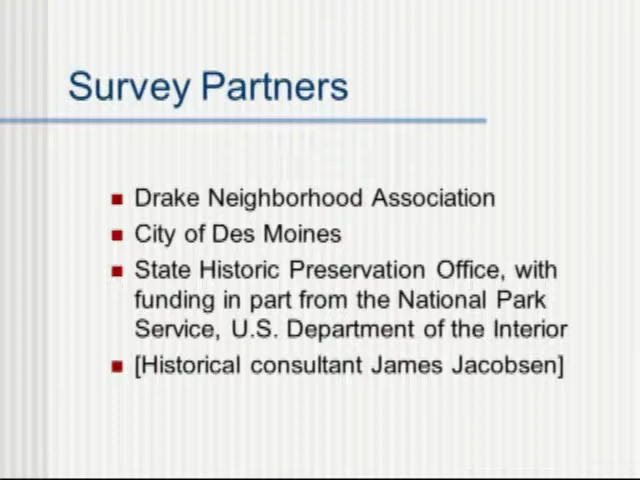 Survey Partners
Drake Neighborhood Association
City of Des Moines
State Historic Preservation Office, with
funding in part from the National Park
Service, U.S. Department of the Interior
[Historical consultant James Jacobsen]